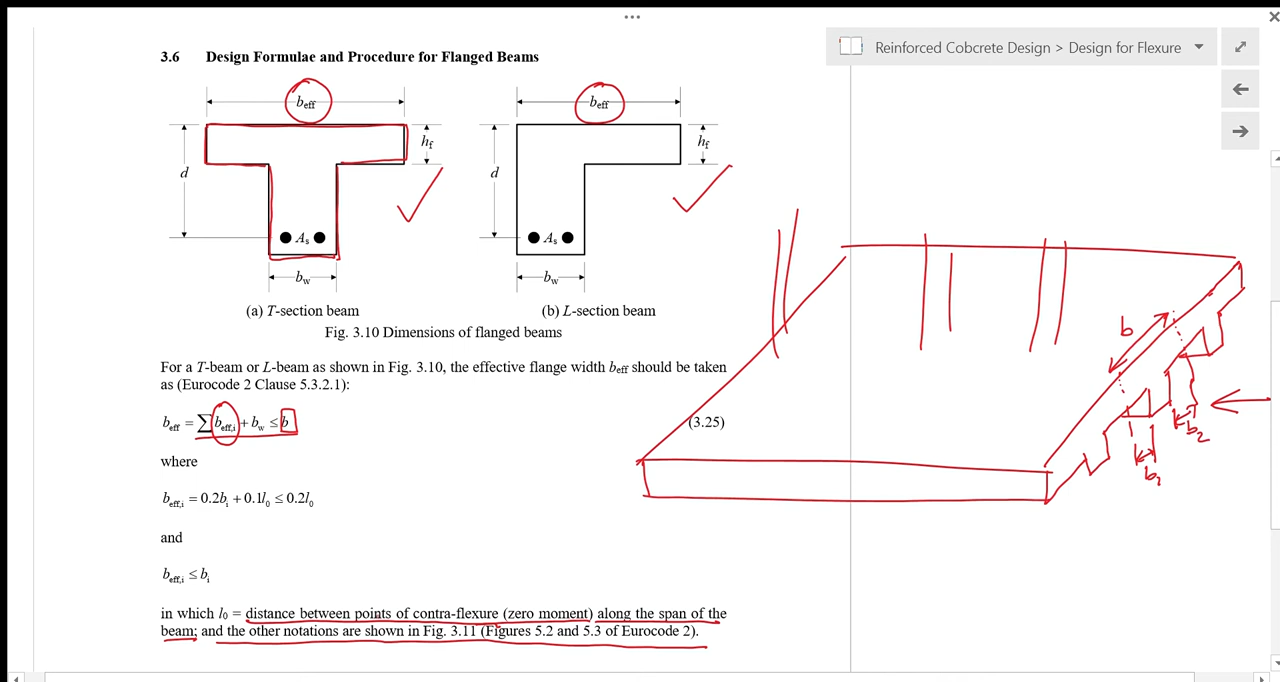 Reinforced Cobcrete Design > Design for Flexure
3.6 Design Formulae and Procedure for Flanged Beams
beff
beff
hf
hf
d
d
As
As
bw
bw
(a) T-section beam
(b) L-section beam
Fig. 3.10 Dimensions of flanged beams
For a T-beam or L-beam as shown in Fig. 3.10, the effective flange width beff should be taken
as (Eurocode 2 Clause 5.3.2.1):
beff = ∑beff,i + bw ≤ b
(3.25)
where
beff,i = 0.2bi + 0.1l0 ≤ 0.2l0
and
beff,i ≤ bi
in which l0 = distance between points of contra-flexure (zero moment) along the span of the
beam; and the other notations are shown in Fig. 3.11 (Figures 5.2 and 5.3 of Eurocode 2).
b
b2
b1